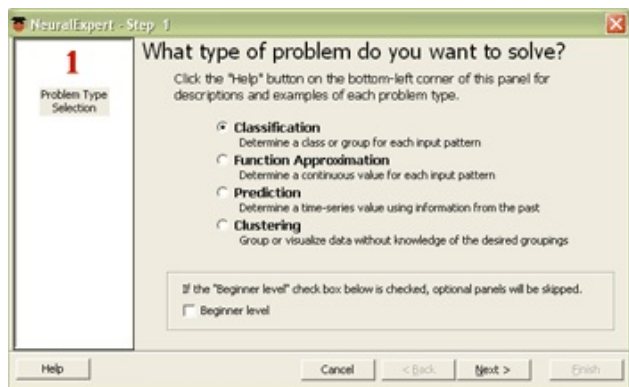 NeuralExpert - Step 1
1
Problem Type
Selection
What type of problem do you want to solve?
Click the "Help" button on the bottom-left corner of this panel for
descriptions and examples of each problem type.
Classification
Determine a class or group for each input pattern
Function Approximation
Determine a continuous value for each input pattern
Prediction
Determine a time-series value using information from the past
Clustering
Group or visualize data without knowledge of the desired groupings
If the "Beginner level" check box below is checked, optional panels will be skipped.
Beginner level
Help
Cancel
< Back
Next >
Finish